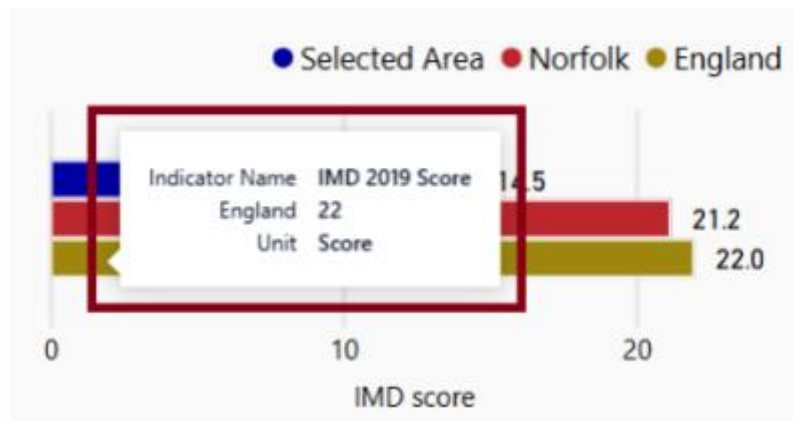 Selected Area Norfolk England
Indicator Name IMD 2019 Score
England 22
Unit Score
14.5
21.2
22.0
0 10 20
IMD score